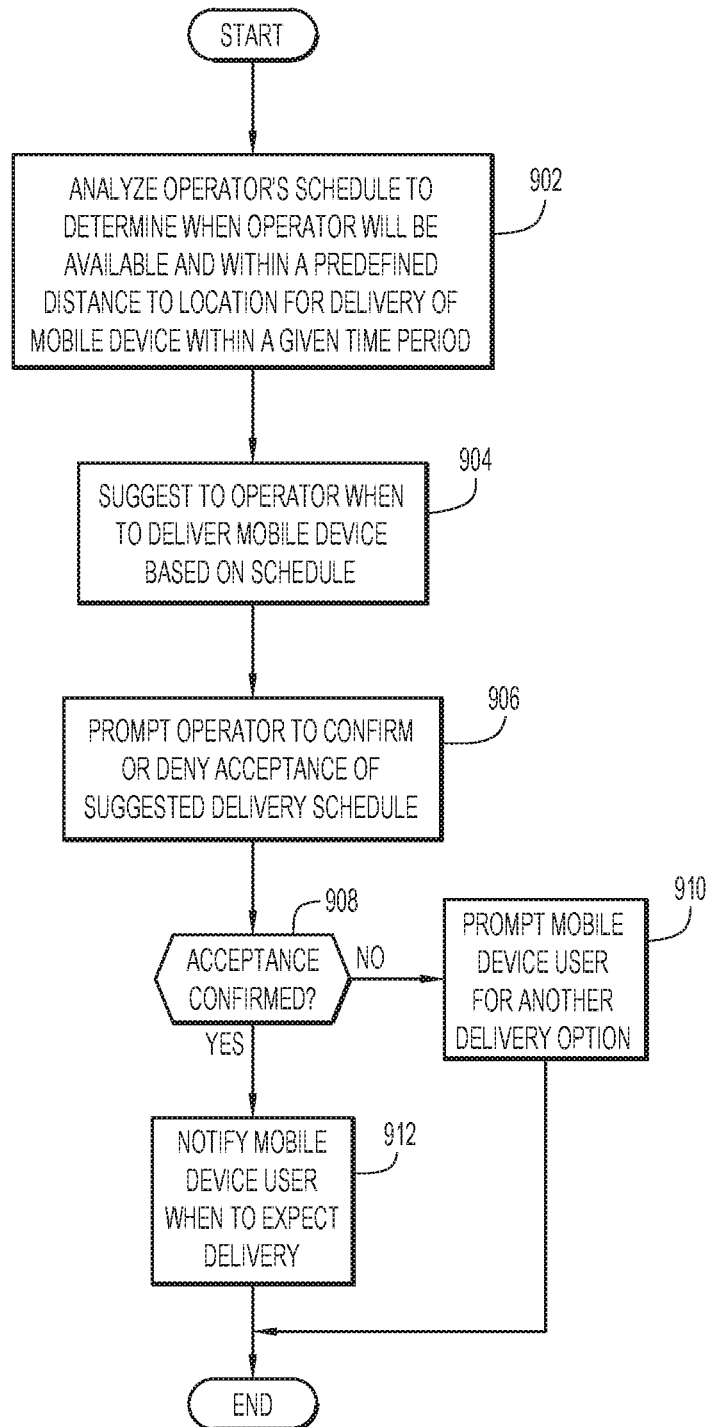 START
ANALYZE OPERATOR'S SCHEDULE TO
DETERMINE WHEN OPERATOR WILL BE
AVAILABLE AND WITHIN A PREDEFINED
DISTANCE TO LOCATION FOR DELIVERY OF
MOBILE DEVICE WITHIN A GIVEN TIME PERIOD
902
SUGGEST TO OPERATOR WHEN
TO DELIVER MOBILE DEVICE
BASED ON SCHEDULE
904
PROMPT OPERATOR TO CONFIRM
OR DENY ACCEPTANCE OF
SUGGESTED DELIVERY SCHEDULE
906
ACCEPTANCE
CONFIRMED?
908
NO
YES
PROMPT MOBILE
DEVICE USER
FOR ANOTHER
DELIVERY OPTION
910
NOTIFY MOBILE
DEVICE USER
WHEN TO EXPECT
DELIVERY
912
END